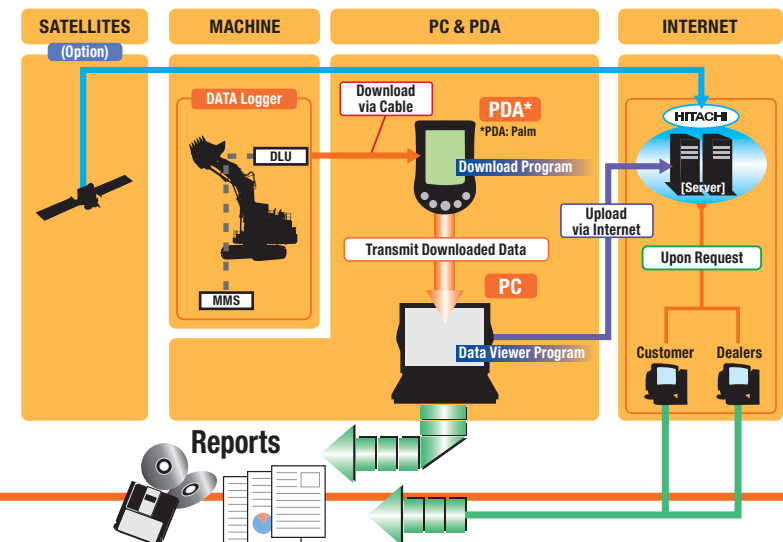 SATELLITES
MACHINE
PC & PDA
INTERNET
(Option)
DATA Logger
Download
via Cable
PDA*
*PDA: Palm
HITACHI
DLU
Download Program
[Server]
Upload
via Internet
Transmit Downloaded Data
Upon Request
PC
MMS
Data Viewer Program
Customer
Dealers
Reports